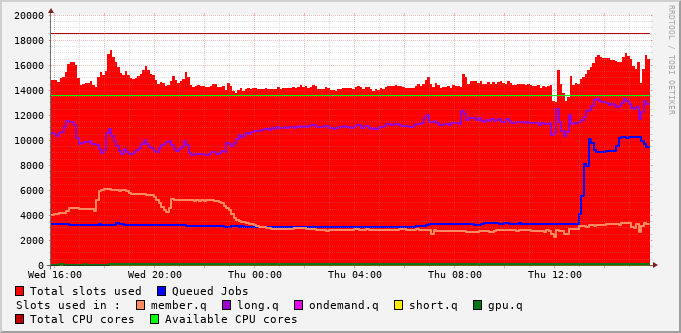 20000
18000
16000
14000
12000
10000
8000
6000
4000
2000
0
Wed 16:00 Wed 20:00 Thu 00:00 Thu 04:00 Thu 08:00 Thu 12:00
Total slots used Queued Jobs
Slots used in : member.q long.q ondemand.q short.q gpu.q
Total CPU cores Available CPU cores
RRDTOOL / TOBI OETIKER